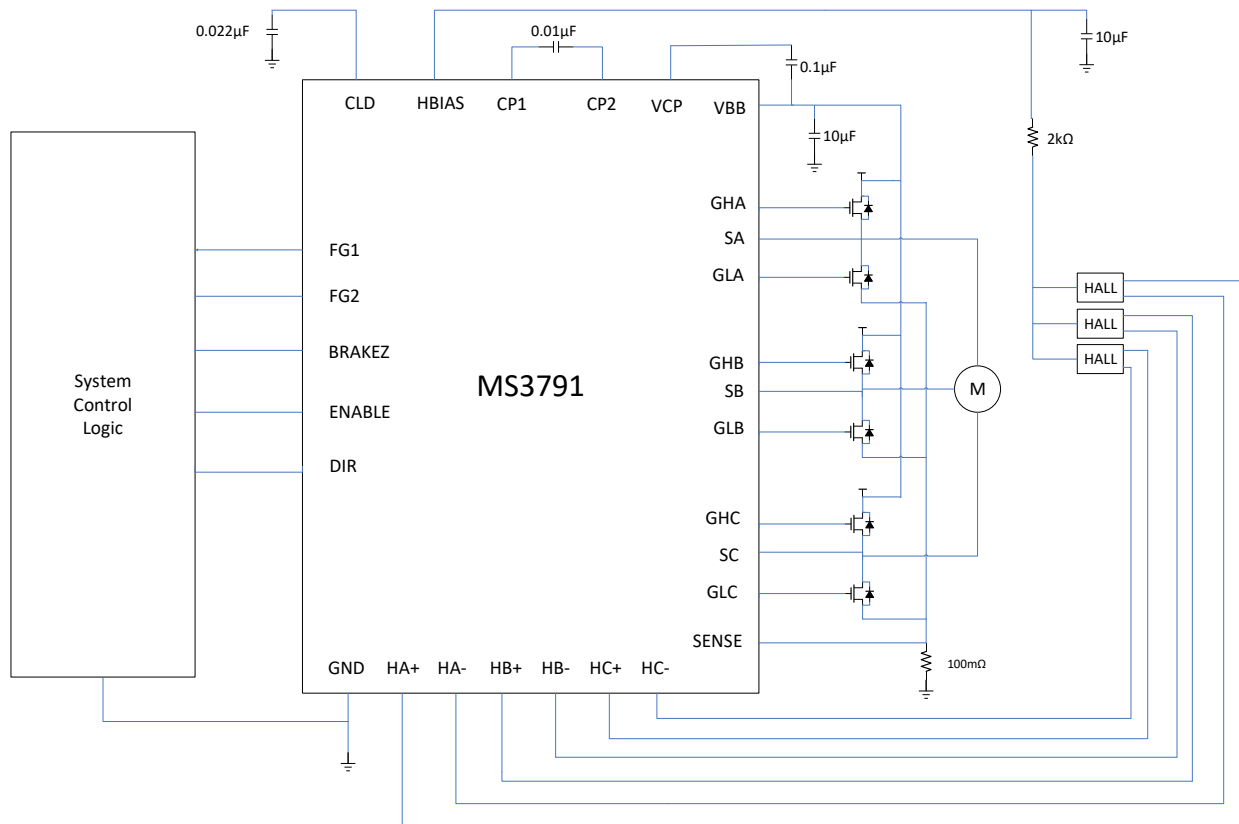 0.022µF
0.01µF
10µF
0.1µF
CLD
HBIAS
CP1
CP2
VCP
VBB
10µF
2kΩ
GHA
SA
GLA
FG1
FG2
BRAKEZ
ENABLE
DIR
System
Control
Logic
MS3791
GHB
SB
GLB
M
HALL
HALL
HALL
GHC
SC
GLC
SENSE
100mΩ
GND
HA+
HA-
HB+
HB-
HC+
HC-